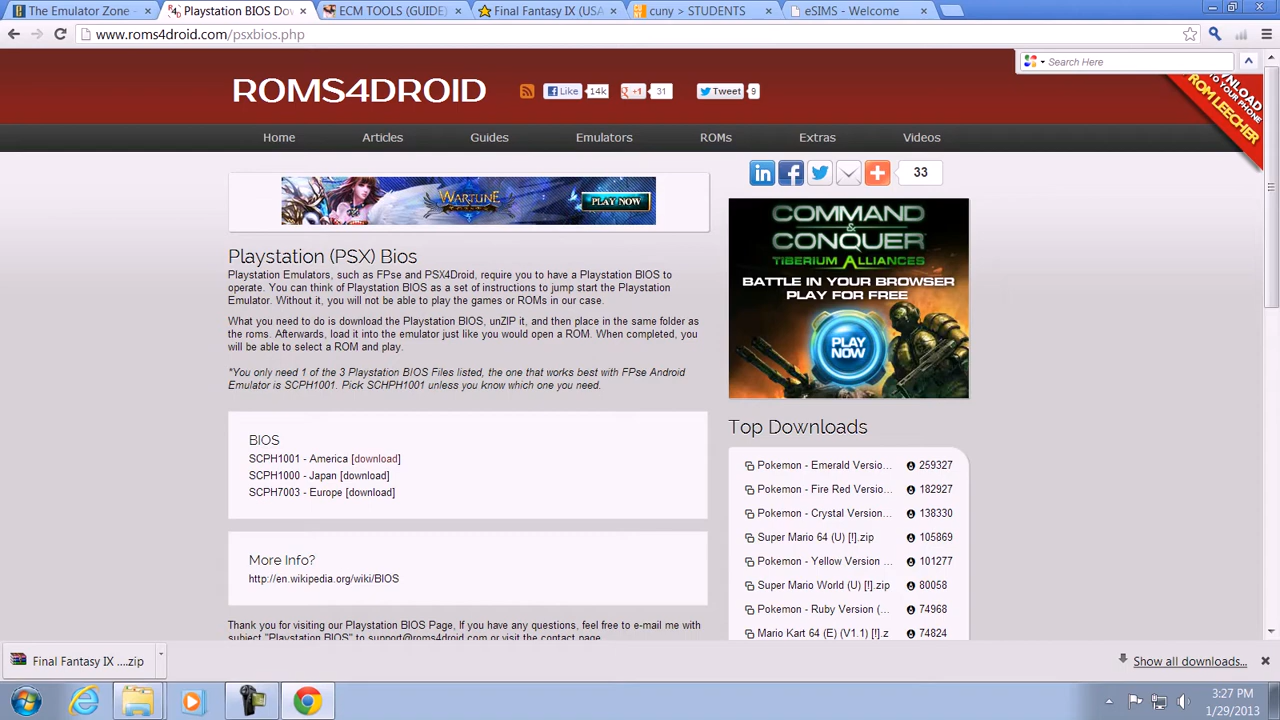 The Emulator Zone -
Playstation BIOS Dow
ECM TOOLS (GUIDE)
Final Fantasy IX (USA
cuny > STUDENTS
eSIMS - Welcome
www.roms4droid.com/psxbios.php
Search Here
ROMS4DROID
Like 14k
+1 31
Tweet 9
DOWNLOAD
TO YOUR PHONE
ROM LEECHER
Home
Articles
Guides
Emulators
ROMs
Extras
Videos
33
WARTUNE
PLAY NOW
COMMAND
& CONQUER
TIBERIUM ALLIANCES
BATTLE IN YOUR BROWSER
PLAY FOR FREE
PLAY
NOW
Playstation (PSX) Bios
Playstation Emulators, such as FPse and PSX4Droid, require you to have a Playstation BIOS to
operate. You can think of Playstation BIOS as a set of instructions to jump start the Playstation
Emulator. Without it, you will not be able to play the games or ROMs in our case.
What you need to do is download the Playstation BIOS, unZIP it, and then place in the same folder as
the roms. Afterwards, load it into the emulator just like you would open a ROM. When completed, you
will be able to select a ROM and play.
*You only need 1 of the 3 Playstation BIOS Files listed, the one that works best with FPse Android
Emulator is SCPH1001. Pick SCHPH1001 unless you know which one you need.
BIOS
SCPH1001 - America [download]
SCPH1000 - Japan [download]
SCPH7003 - Europe [download]
More Info?
http://en.wikipedia.org/wiki/BIOS
Thank you for visiting our Playstation BIOS Page, If you have any questions, feel free to e-mail me with
subject "Playstation BIOS" to support@roms4droid.com or visit the contact page.
Top Downloads
Pokemon - Emerald Versio... 259327
Pokemon - Fire Red Versio... 182927
Pokemon - Crystal Version... 138330
Super Mario 64 (U) [!].zip 105869
Pokemon - Yellow Version ... 101277
Super Mario World (U) [!].zip 80058
Pokemon - Ruby Version (... 74968
Mario Kart 64 (E) (V1.1) [!].z 74824
Final Fantasy IX ....zip
Show all downloads...
3:27 PM
1/29/2013